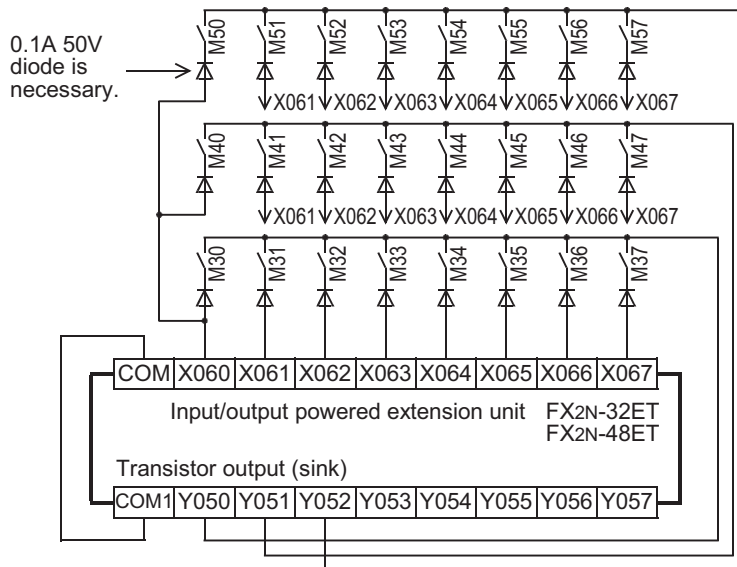 M50 M51 M52 M53 M54 M55 M56 M57
0.1A 50V
diode is
necessary.
X061 X062 X063 X064 X065 X066 X067
M40 M41 M42 M43 M44 M45 M46 M47
X061 X062 X063 X064 X065 X066 X067
M30 M31 M32 M33 M34 M35 M36 M37
COM X060 X061 X062 X063 X064 X065 X066 X067
Input/output powered extension unit FX2N-32ET
FX2N-48ET
Transistor output (sink)
COM1 Y050 Y051 Y052 Y053 Y054 Y055 Y056 Y057